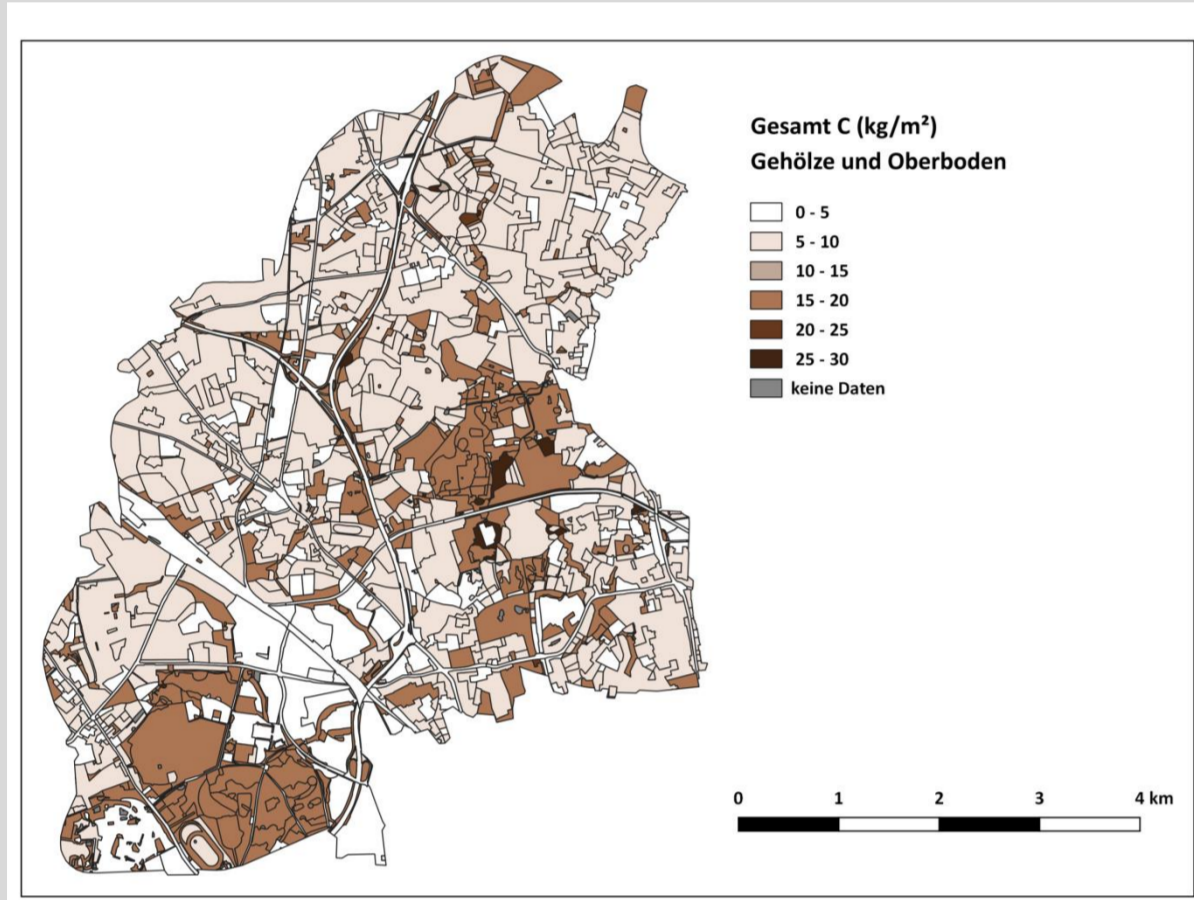 Gesamt C (kg/m²)
Gehölze und Oberboden
0 - 5
5 - 10
10 - 15
15 - 20
20 - 25
25 - 30
keine Daten
0 1 2 3 4 km